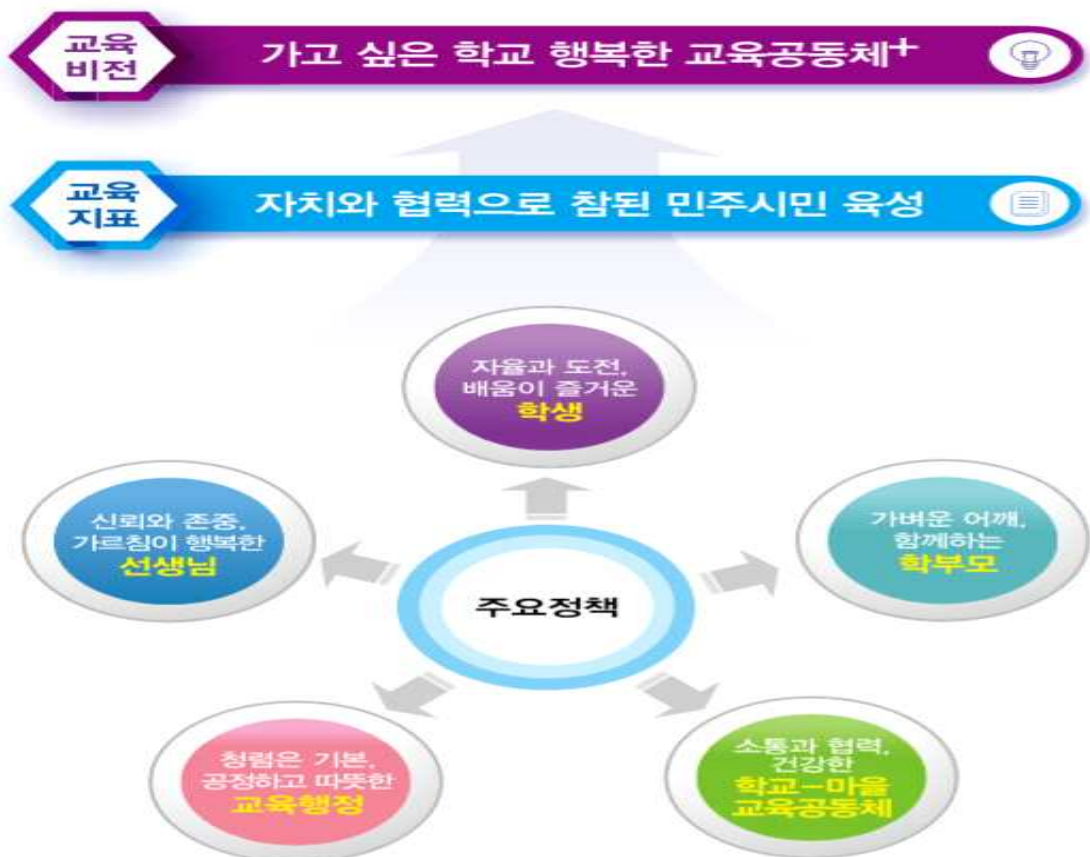 교육
비전
가고 싶은 학교 행복한 교육공동체+
교육
지표
자치와 협력으로 참된 민주시민 육성
자율과 도전,
배움이 즐거운
학생
신뢰와 존중,
가르침이 행복한
선생님
가벼운 어깨,
함께하는
학부모
주요정책
청렴은 기본,
공정하고 따뜻한
교육행정
소통과 협력,
건강한
학교-마을
교육공동체